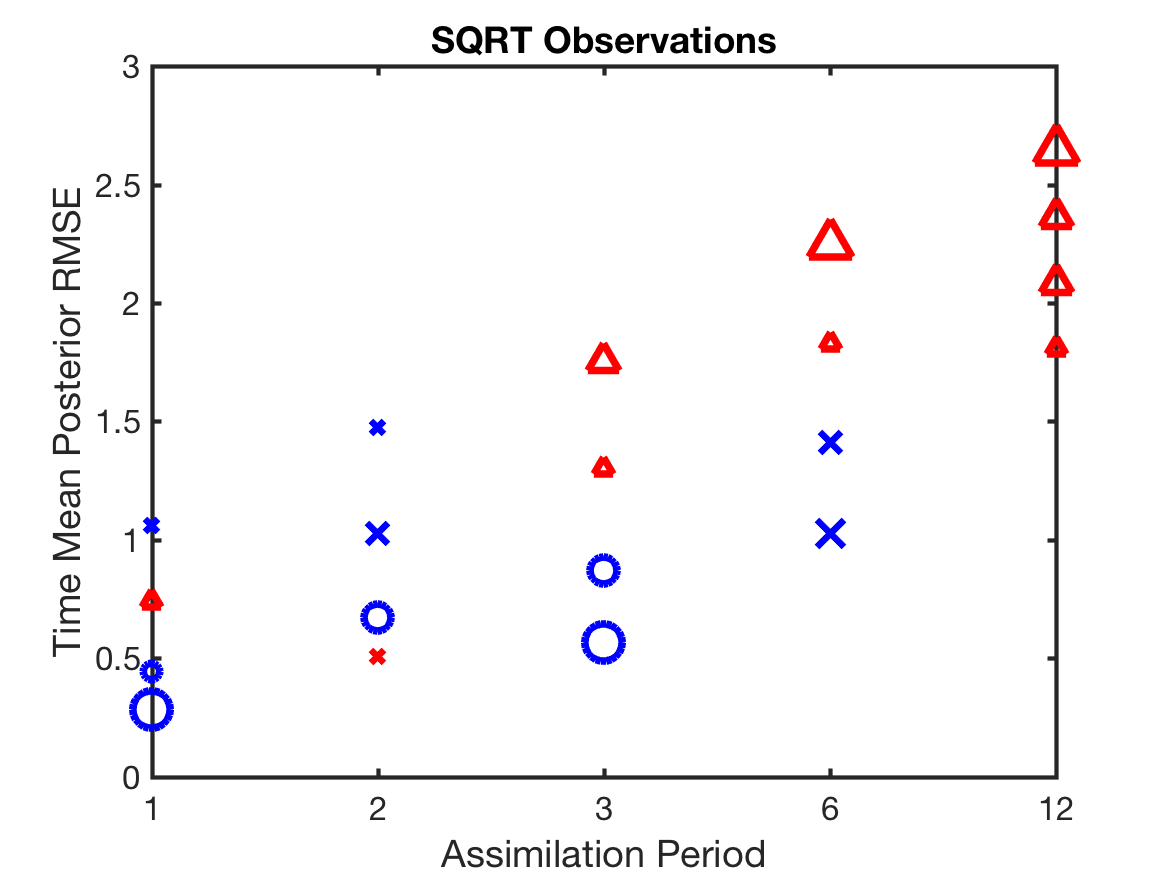 SQRT Observations
3
2.5
2
1.5
1
0.5
0
Time Mean Posterior RMSE
1 2 3 6 12
Assimilation Period